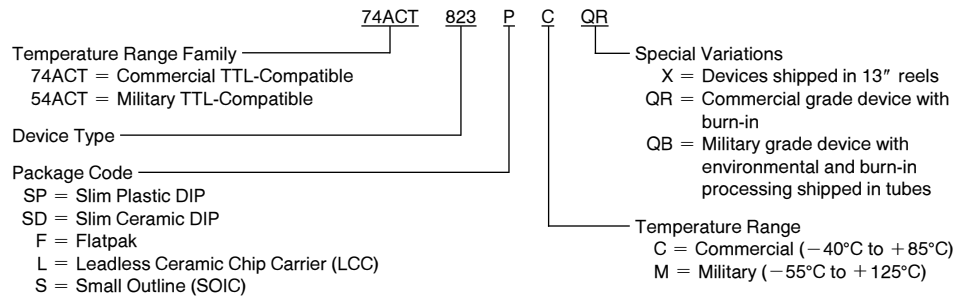 74ACT 823 P C QR
Temperature Range Family
74ACT = Commercial TTL-Compatible
54ACT = Military TTL-Compatible
Device Type
Package Code
SP = Slim Plastic DIP
SD = Slim Ceramic DIP
F = Flatpak
L = Leadless Ceramic Chip Carrier (LCC)
S = Small Outline (SOIC)
Special Variations
X = Devices shipped in 13″ reels
QR = Commercial grade device with
burn-in
QB = Military grade device with
environmental and burn-in
processing shipped in tubes
Temperature Range
C = Commercial (−40°C to +85°C)
M = Military (−55°C to +125°C)